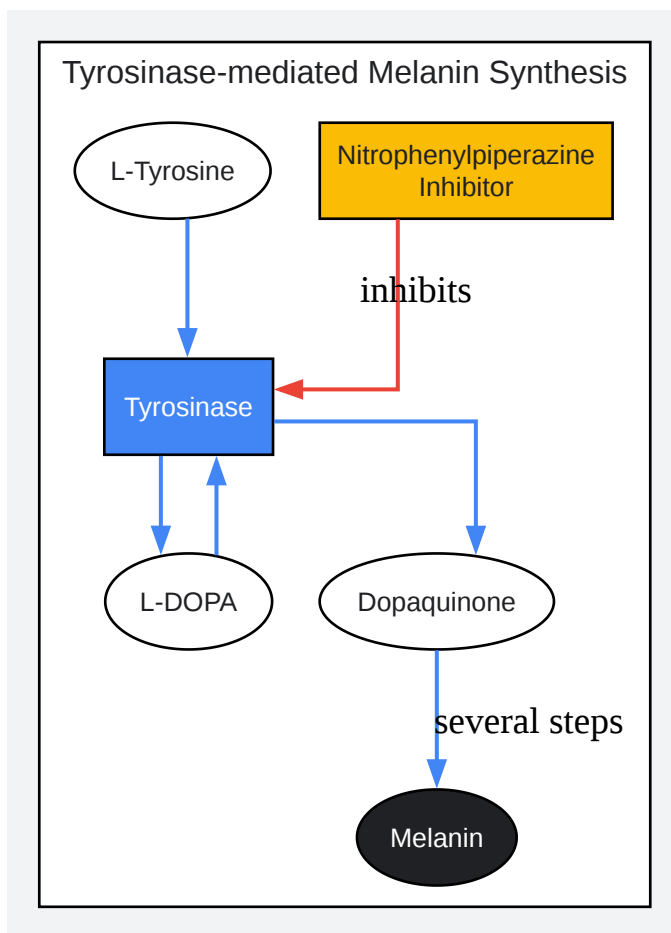 Tyrosinase-mediated Melanin Synthesis
L-Tyrosine
Nitrophenylpiperazine
Inhibitor
inhibits
Tyrosinase
L-DOPA
Dopaquinone
several steps
Melanin